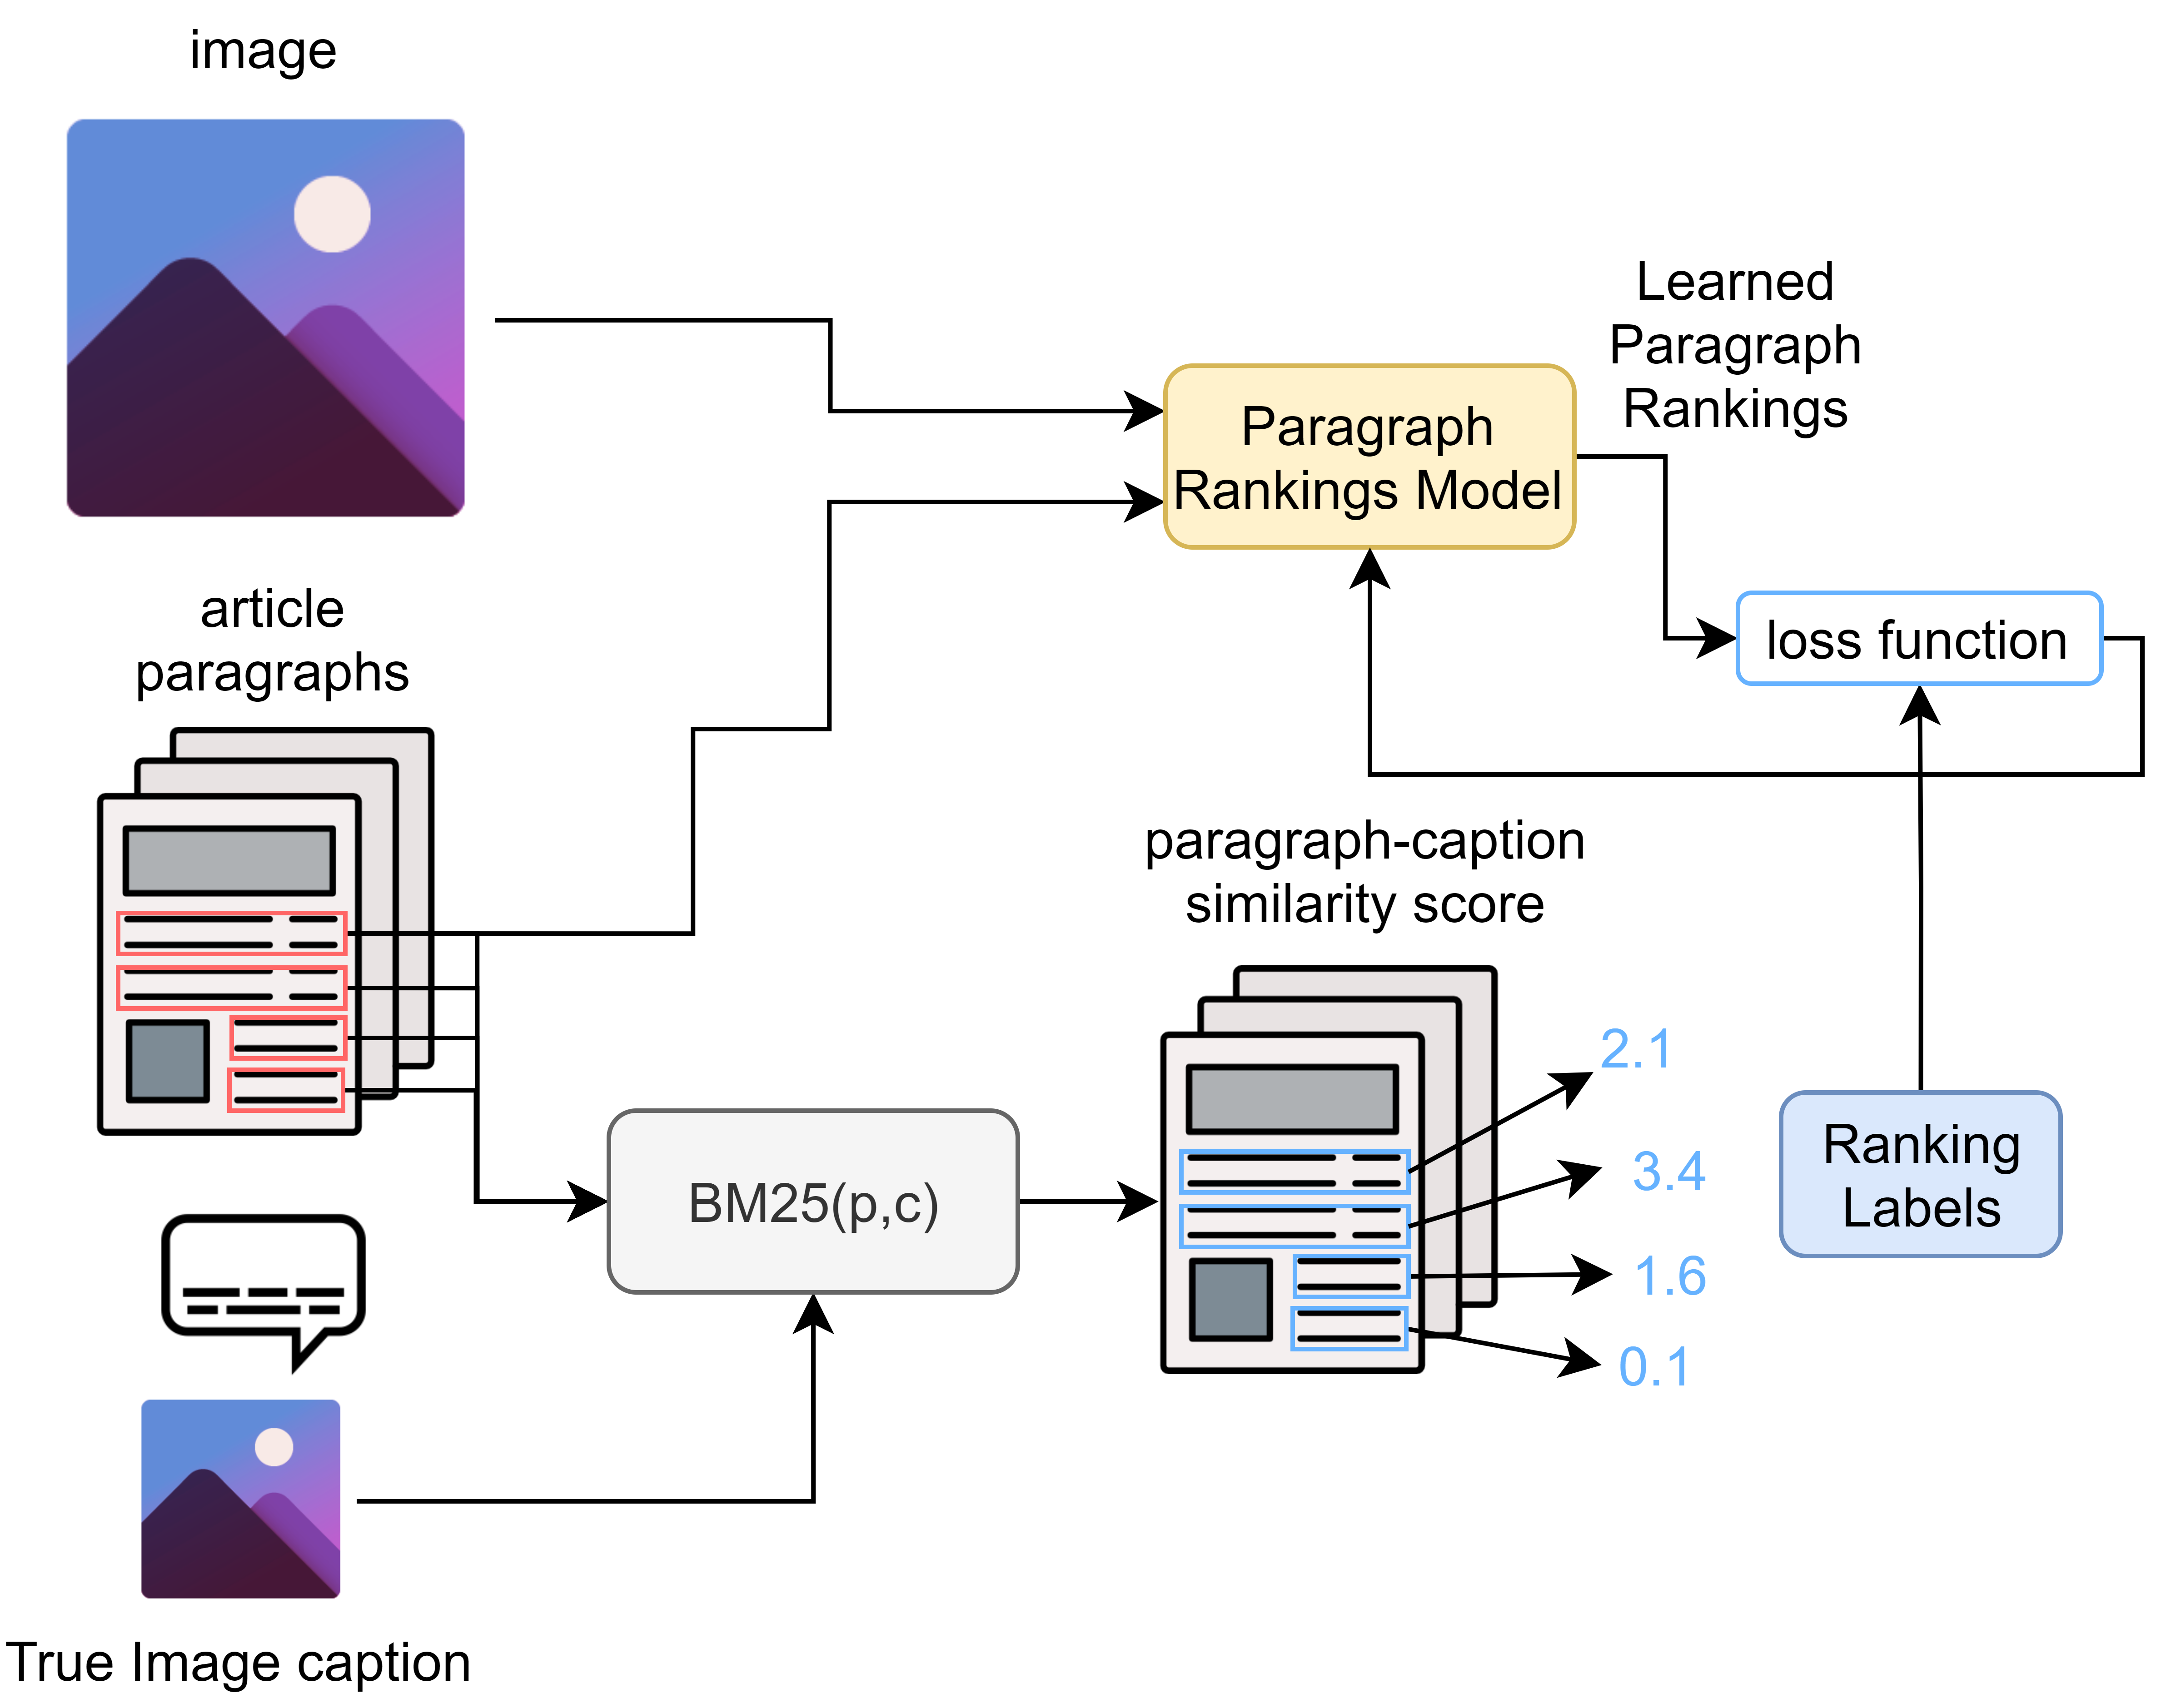 image
Learned
Paragraph
Rankings
Paragraph
Rankings Model
article
paragraphs
loss function
paragraph-caption
similarity score
2.1
3.4
1.6
0.1
Ranking
Labels
BM25(p,c)
True Image caption